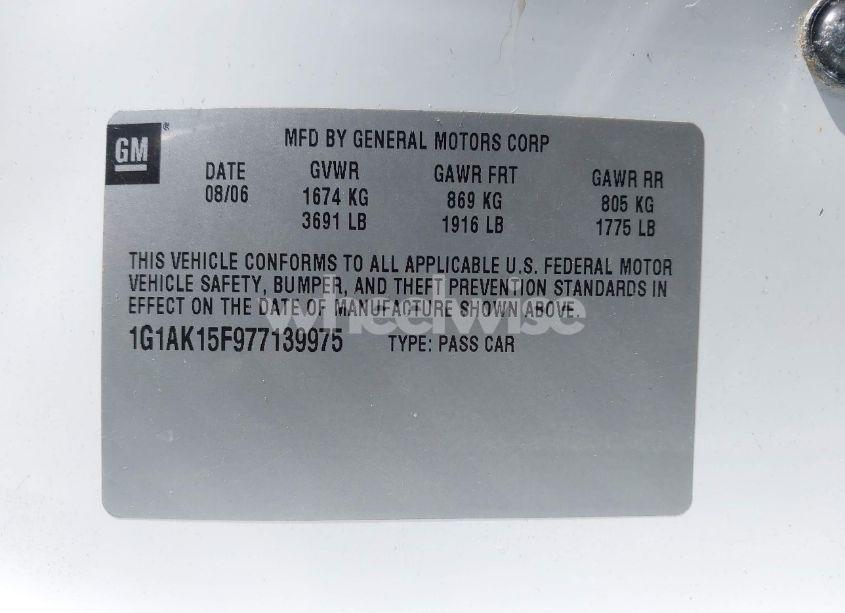 GM®
MFD BY GENERAL MOTORS CORP
DATE GVWR GAWR FRT GAWR RR
08/06 1674 KG 869 KG 805 KG
3691 LB 1916 LB 1775 LB
THIS VEHICLE CONFORMS TO ALL APPLICABLE U.S. FEDERAL MOTOR
VEHICLE SAFETY, BUMPER, AND THEFT PREVENTION STANDARDS IN
EFFECT ON THE DATE OF MANUFACTURE SHOWN ABOVE.
wheelwise
1G1AK15F977139975 TYPE: PASS CAR